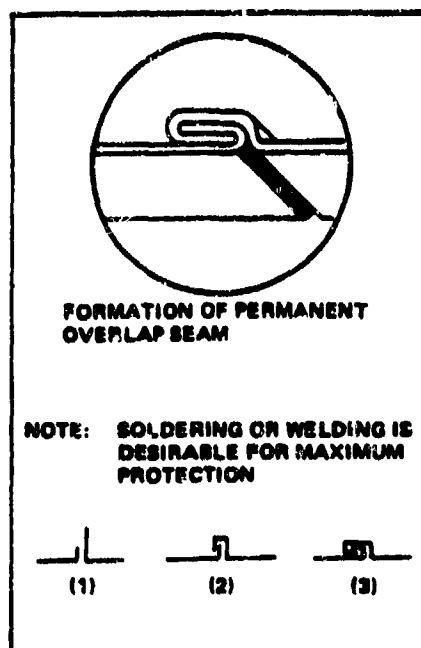 FORMATION OF PERMANENT
OVERLAP SEAM
NOTE: SOLDERING OR WELDING IS
DESIRABLE FOR MAXIMUM
PROTECTION
(1) (2) (3)